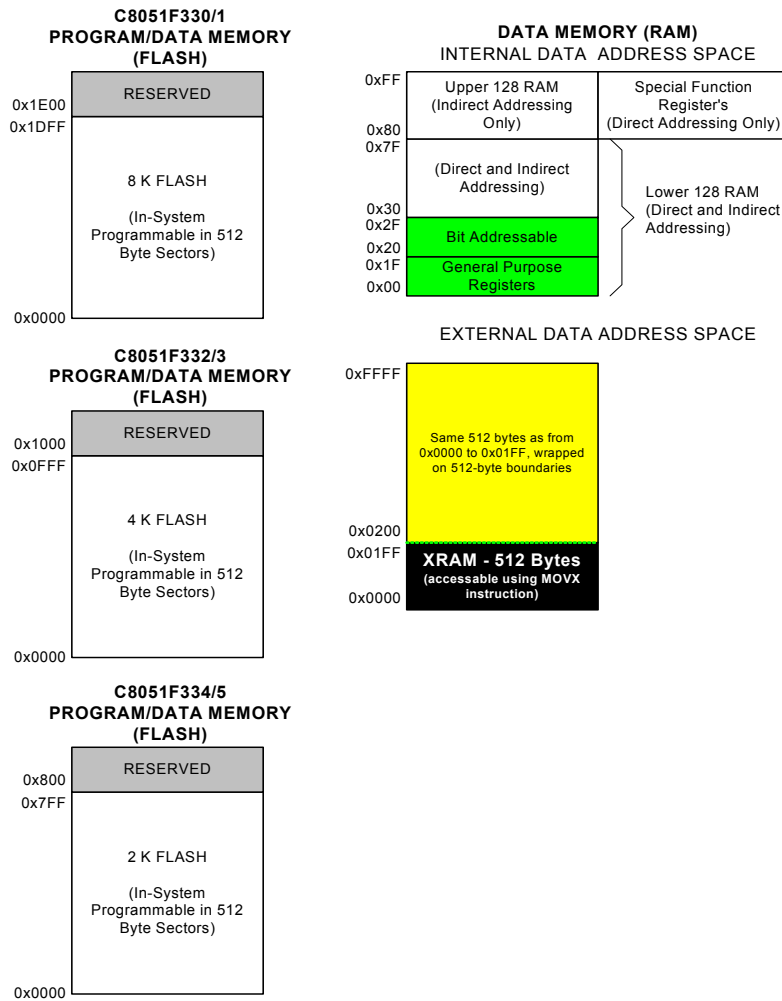 C8051F330/1
PROGRAM/DATA MEMORY
(FLASH)
RESERVED
0x1E00
0x1DFF
8 K FLASH
(In-System
Programmable in 512
Byte Sectors)
0x0000
C8051F332/3
PROGRAM/DATA MEMORY
(FLASH)
RESERVED
0x1000
0x0FFF
4 K FLASH
(In-System
Programmable in 512
Byte Sectors)
0x0000
C8051F334/5
PROGRAM/DATA MEMORY
(FLASH)
RESERVED
0x800
0x7FF
2 K FLASH
(In-System
Programmable in 512
Byte Sectors)
0x0000
DATA MEMORY (RAM)
INTERNAL DATA ADDRESS SPACE
0xFF
Upper 128 RAM
(Indirect Addressing
Only)
Special Function
Register's
(Direct Addressing Only)
0x80
0x7F
(Direct and Indirect
Addressing)
Lower 128 RAM
(Direct and Indirect
Addressing)
0x30
0x2F
Bit Addressable
0x20
0x1F
General Purpose
Registers
0x00
EXTERNAL DATA ADDRESS SPACE
0xFFFF
Same 512 bytes as from
0x0000 to 0x01FF, wrapped
on 512-byte boundaries
0x0200
0x01FF
XRAM - 512 Bytes
(accessable using MOVX
instruction)
0x0000